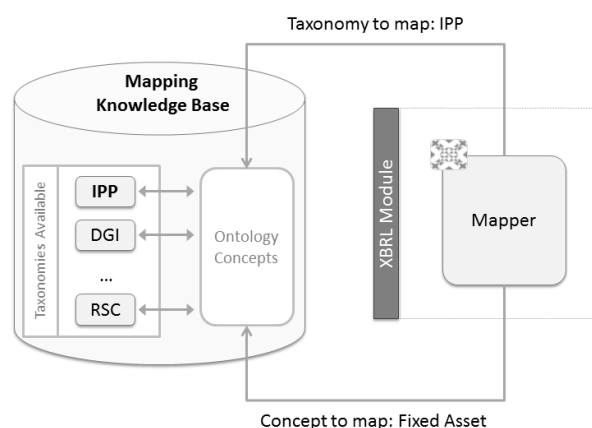 Taxonomy to map: IPP
Mapping
Knowledge Base
Taxonomies Available
IPP
DGI
...
RSC
Ontology
Concepts
XBRL Module
Mapper
Concept to map: Fixed Asset